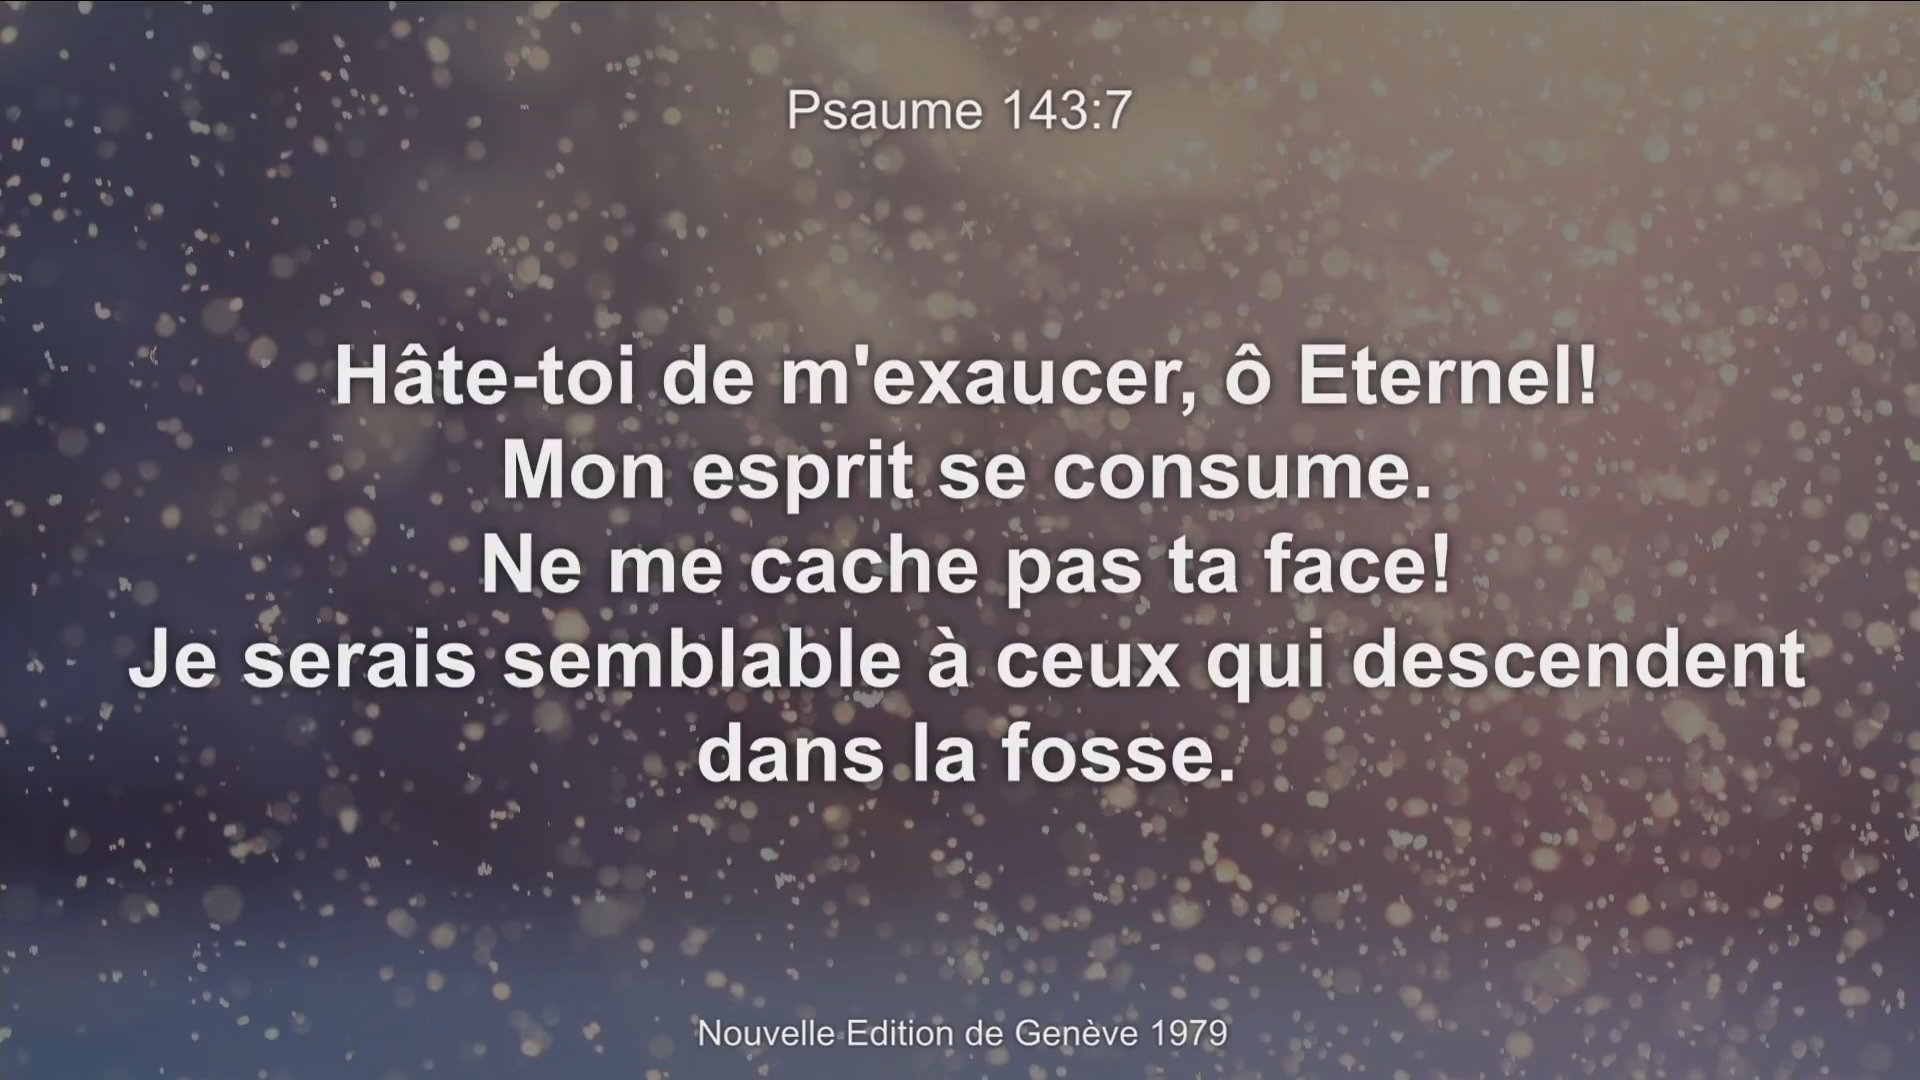 Psaume 143:7
Hâte-toi de m'exaucer, ô Eternel!
Mon esprit se consume.
Ne me cache pas ta face!
Je serais semblable à ceux qui descendent
dans la fosse.
Nouvelle Edition de Genève 1979